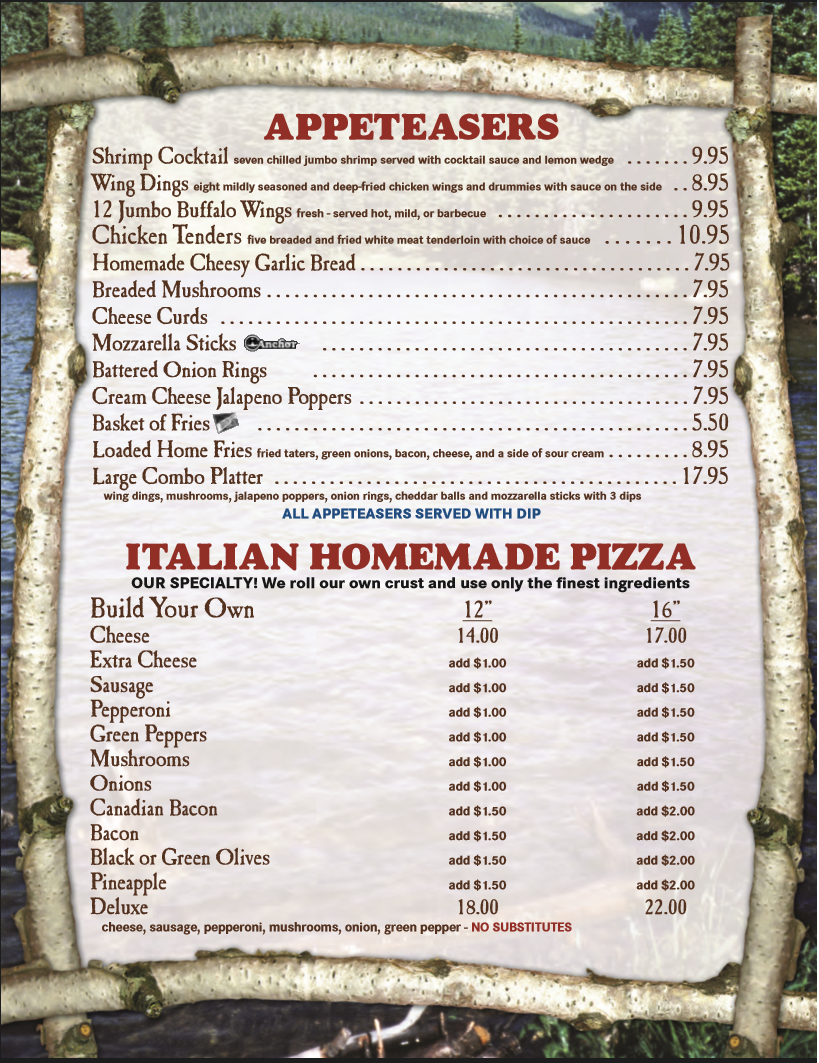 APPETEASERS
Shrimp Cocktail seven chilled jumbo shrimp served with cocktail sauce and lemon wedge . . . . . . . 9.95
Wing Dings eight mildly seasoned and deep-fried chicken wings and drummies with sauce on the side . . 8.95
12 Jumbo Buffalo Wings fresh - served hot, mild, or barbecue . . . . . . . . . . . . . . . . . . . . . 9.95
Chicken Tenders five breaded and fried white meat tenderloin with choice of sauce . . . . . . . 10.95
Homemade Cheesy Garlic Bread . . . . . . . . . . . . . . . . . . . . . . . . . . . . . . . . . . . . 7.95
Breaded Mushrooms . . . . . . . . . . . . . . . . . . . . . . . . . . . . . . . . . . . . . . . . . . . . . . 7.95
Cheese Curds . . . . . . . . . . . . . . . . . . . . . . . . . . . . . . . . . . . . . . . . . . . . . . . . . . . 7.95
Mozzarella Sticks Anchor . . . . . . . . . . . . . . . . . . . . . . . . . . . . . . . . . . . . . . . . 7.95
Battered Onion Rings . . . . . . . . . . . . . . . . . . . . . . . . . . . . . . . . . . . . . . . . . 7.95
Cream Cheese Jalapeno Poppers . . . . . . . . . . . . . . . . . . . . . . . . . . . . . . . . . . . . 7.95
Basket of Fries . . . . . . . . . . . . . . . . . . . . . . . . . . . . . . . . . . . . . . . . . . . . . . . 5.50
Loaded Home Fries fried taters, green onions, bacon, cheese, and a side of sour cream . . . . . . . . . 8.95
Large Combo Platter . . . . . . . . . . . . . . . . . . . . . . . . . . . . . . . . . . . . . . . . . . . . 17.95
wing dings, mushrooms, jalapeno poppers, onion rings, cheddar balls and mozzarella sticks with 3 dips
ALL APPETEASERS SERVED WITH DIP
ITALIAN HOMEMADE PIZZA
OUR SPECIALTY! We roll our own crust and use only the finest ingredients
Build Your Own 12” 16”
Cheese 14.00 17.00
Extra Cheese add $1.00 add $1.50
Sausage add $1.00 add $1.50
Pepperoni add $1.00 add $1.50
Green Peppers add $1.00 add $1.50
Mushrooms add $1.00 add $1.50
Onions add $1.00 add $1.50
Canadian Bacon add $1.50 add $2.00
Bacon add $1.50 add $2.00
Black or Green Olives add $1.50 add $2.00
Pineapple add $1.50 add $2.00
Deluxe 18.00 22.00
cheese, sausage, pepperoni, mushrooms, onion, green pepper - NO SUBSTITUTES